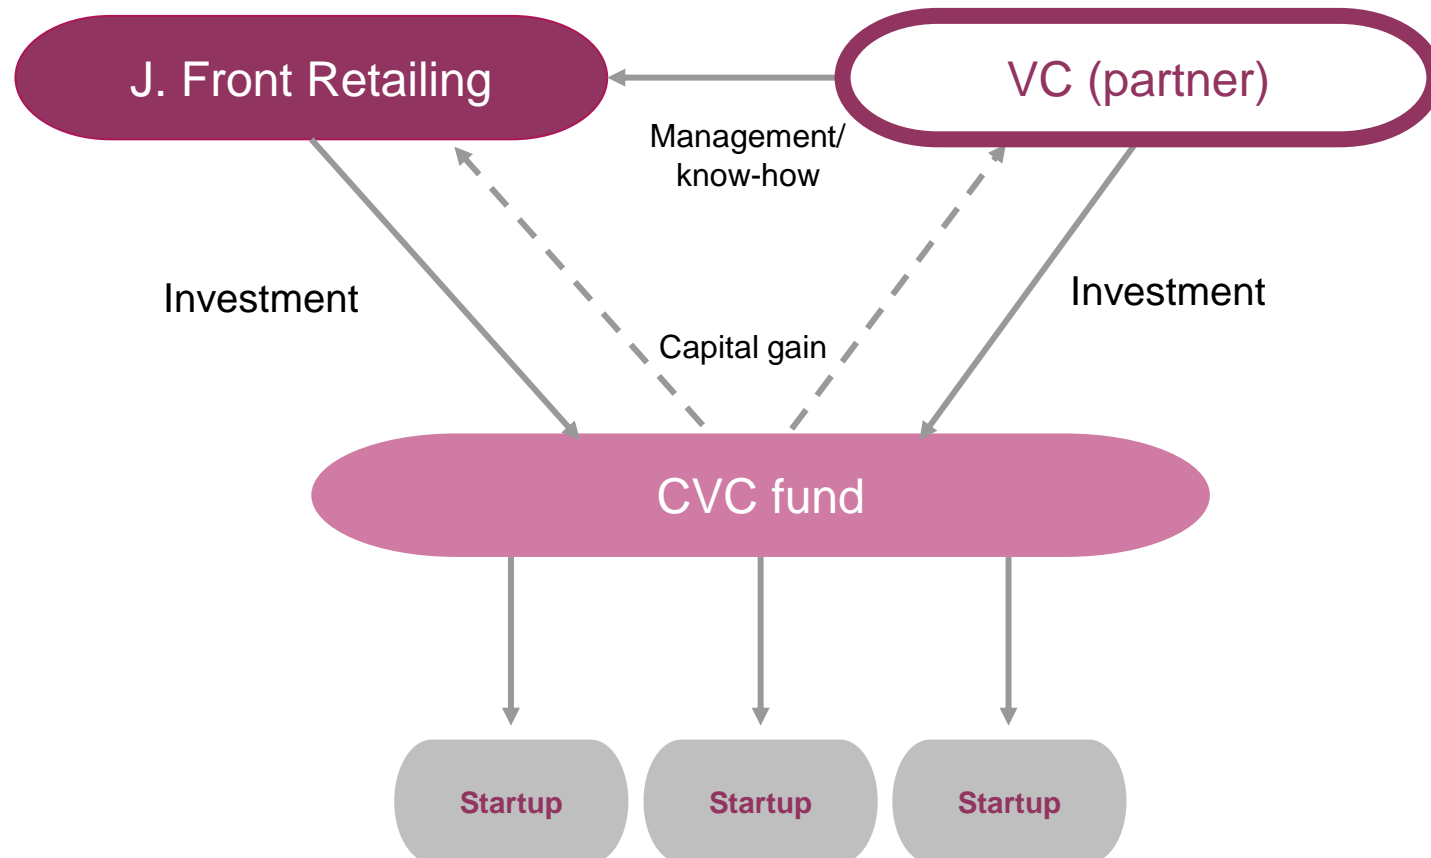 J. Front Retailing
VC (partner)
Management/
know-how
Investment
Investment
Capital gain
CVC fund
Startup
Startup
Startup